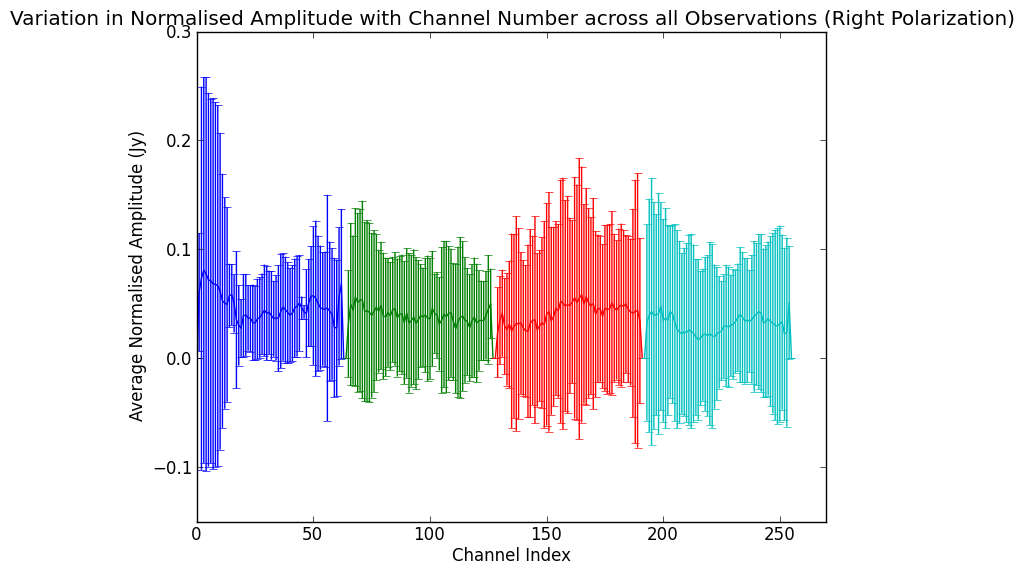 Variation in Normalised Amplitude with Channel Number across all Observations (Right Polarization)
0.3
0.2
0.1
0.0
−0.1
Average Normalised Amplitude (Jy)
0 50 100 150 200 250
Channel Index